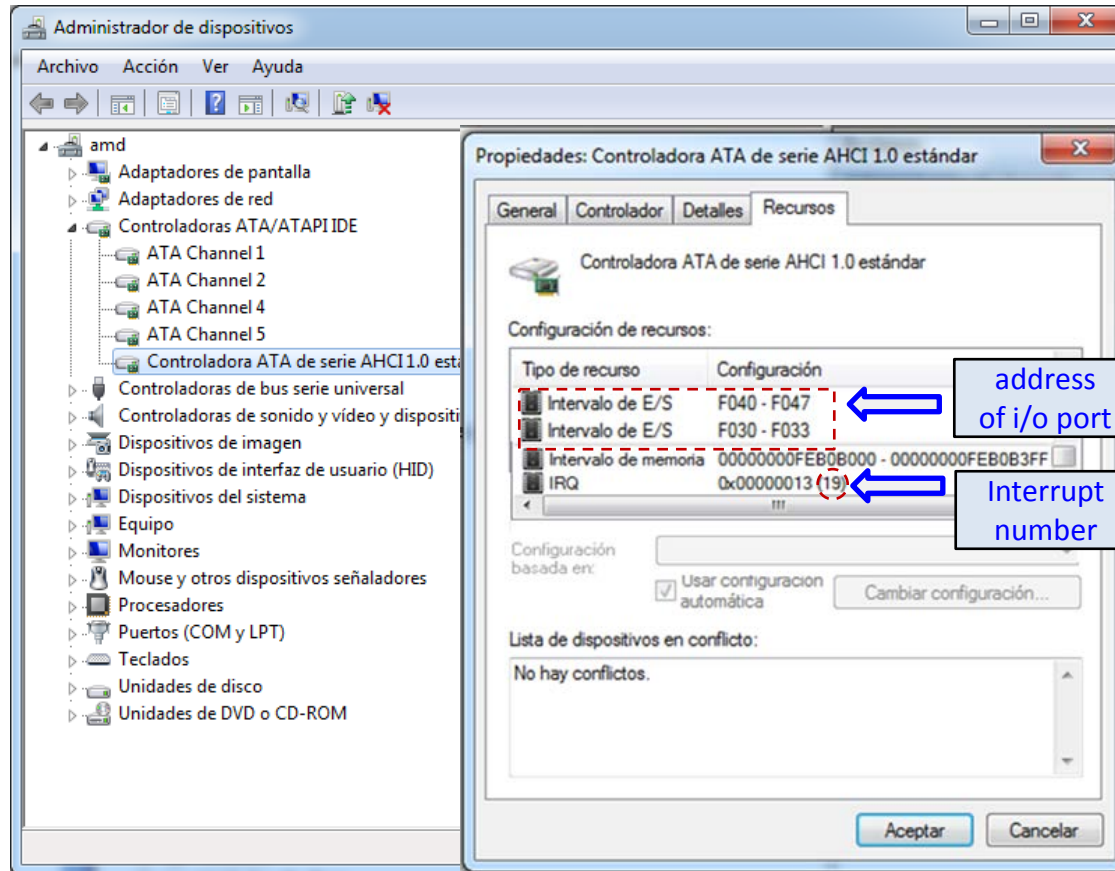 Administrador de dispositivos
Archivo Acción Ver Ayuda
amd
Adaptadores de pantalla
Adaptadores de red
Controladoras ATA/ATAPI IDE
ATA Channel 1
ATA Channel 2
ATA Channel 4
ATA Channel 5
Controladora ATA de serie AHCI 1.0 está
Controladoras de bus serie universal
Controladoras de sonido y vídeo y dispositi
Dispositivos de imagen
Dispositivos de interfaz de usuario (HID)
Dispositivos del sistema
Equipo
Monitores
Mouse y otros dispositivos señaladores
Procesadores
Puertos (COM y LPT)
Teclados
Unidades de disco
Unidades de DVD o CD-ROM
Propiedades: Controladora ATA de serie AHCI 1.0 estándar
General Controlador Detalles Recursos
Controladora ATA de serie AHCI 1.0 estándar
Configuración de recursos:
Tipo de recurso Configuración
Intervalo de E/S F040 - F047
Intervalo de E/S F030 - F033
Intervalo de memoria 00000000FEB0B000 - 00000000FEB0B3FF
IRQ 0x00000013 (19)
address
of i/o port
Interrupt
number
Configuración
basada en:
Usar configuración
automática
Cambiar configuración...
Lista de dispositivos en conflicto:
No hay conflictos.
Aceptar Cancelar